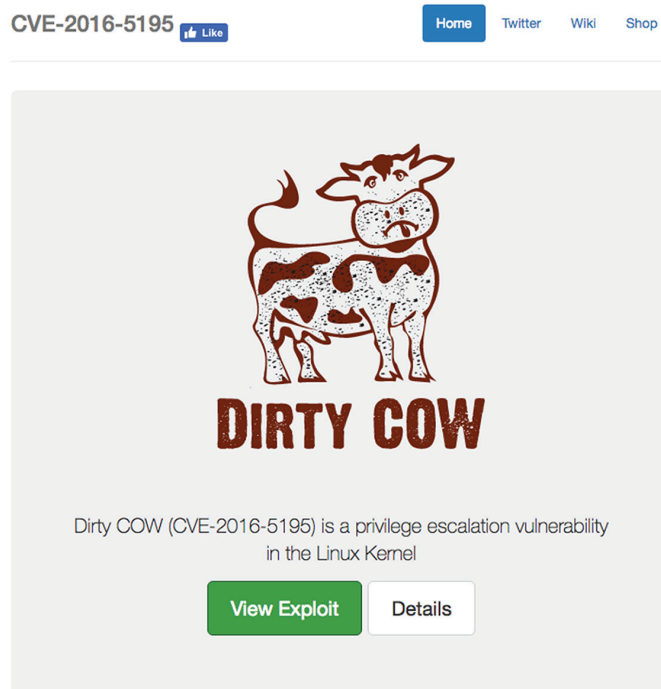 CVE-2016-5195 Like Home Twitter Wiki Shop
DIRTY COW
Dirty COW (CVE-2016-5195) is a privilege escalation vulnerability
in the Linux Kernel
View Exploit Details